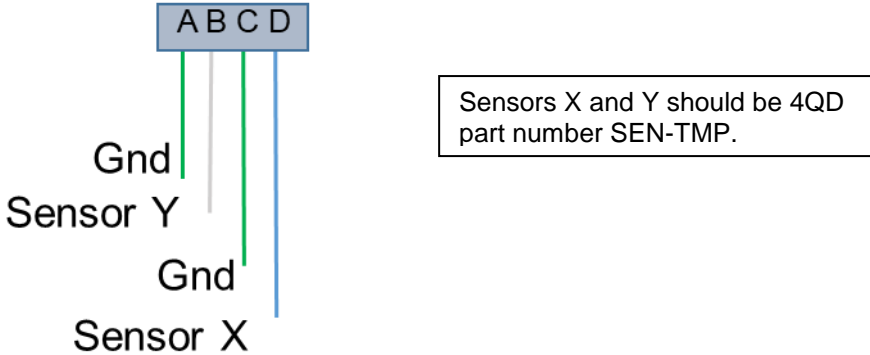 A B C D
Sensors X and Y should be 4QD
part number SEN-TMP.
Gnd
Sensor Y
Gnd
Sensor X